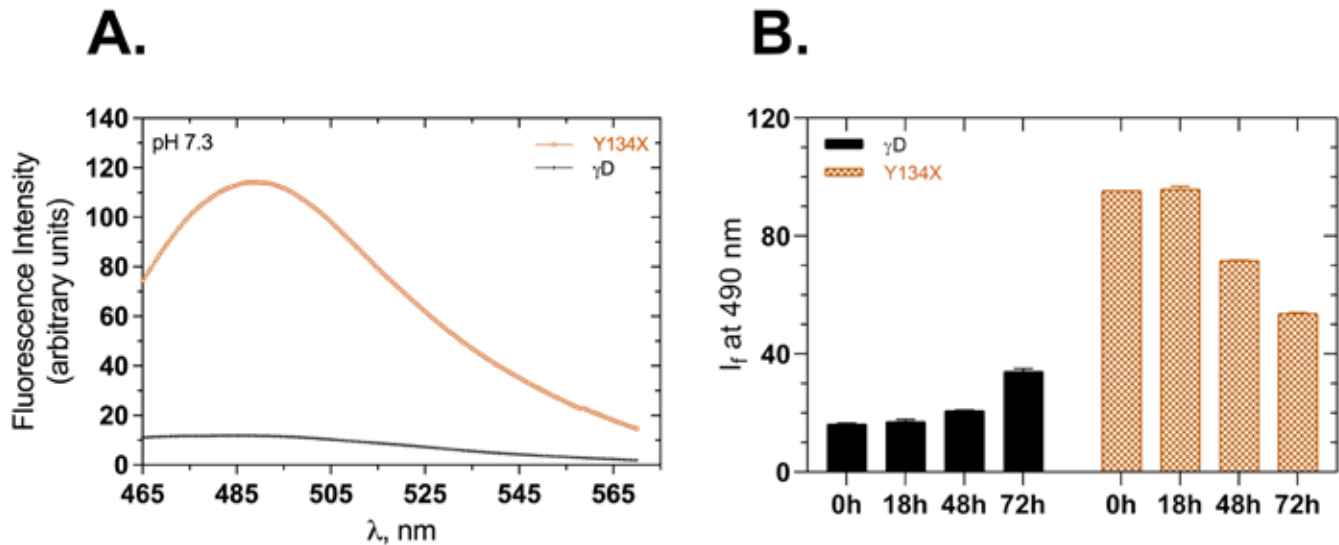 A.
B.
pH 7.3
Y134X
γD
140
120
100
80
60
40
20
0
465 485 505 525 545 565
λ, nm
Fluorescence Intensity
(arbitrary units)
γD
Y134X
120
80
40
0
0h 18h 48h 72h 0h 18h 48h 72h
If at 490 nm